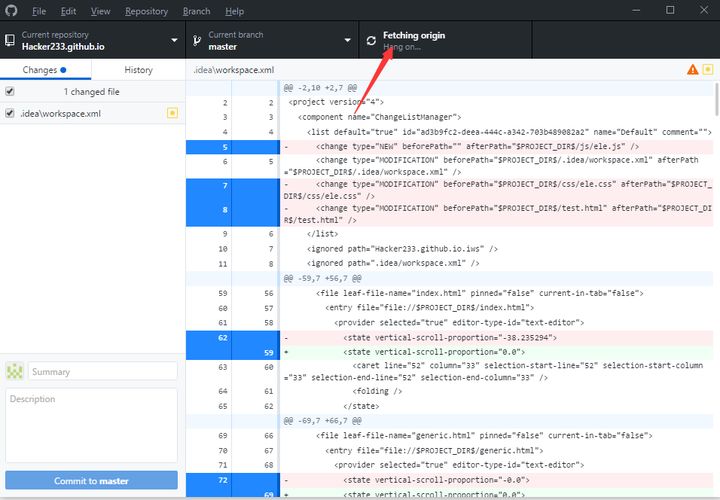 File Edit View Repository Branch Help
Current repository
Hacker233.github.io
Current branch
master
Fetching origin
Hang on...
Changes
History
.idea\workspace.xml
1 changed file
.idea\workspace.xml
@@ -2,10 +2,7 @@
2 2 <project version="4">
3 3 <component name="ChangeListManager">
4 4 <list default="true" id="ad3b9fc2-deea-444c-a342-703b489082a2" name="Default" comment="">
5 - <change type="NEW" beforePath="" afterPath="$PROJECT_DIR$/js/ele.js" />
6 5 <change type="MODIFICATION" beforePath="$PROJECT_DIR$/.idea/workspace.xml" afterPath
="$PROJECT_DIR$/.idea/workspace.xml" />
7 - <change type="MODIFICATION" beforePath="$PROJECT_DIR$/css/ele.css" afterPath="$PROJECT_
DIR$/css/ele.css" />
8 - <change type="MODIFICATION" beforePath="$PROJECT_DIR$/test.html" afterPath="$PROJECT_DI
R$/test.html" />
9 6 </list>
10 7 <ignored path="Hacker233.github.io.iws" />
11 8 <ignored path=".idea/workspace.xml" />
@@ -59,7 +56,7 @@
59 56 <file leaf-file-name="index.html" pinned="false" current-in-tab="false">
60 57 <entry file="file://$PROJECT_DIR$/index.html">
61 58 <provider selected="true" editor-type-id="text-editor">
62 - <state vertical-scroll-proportion="-38.235294">
59 + <state vertical-scroll-proportion="0.0">
63 60 <caret line="52" column="33" selection-start-line="52" selection-start-column
="33" selection-end-line="52" selection-end-column="33" />
64 61 <folding />
65 62 </state>
@@ -69,7 +66,7 @@
69 66 <file leaf-file-name="generic.html" pinned="false" current-in-tab="false">
70 67 <entry file="file://$PROJECT_DIR$/generic.html">
71 68 <provider selected="true" editor-type-id="text-editor">
72 - <state vertical-scroll-proportion="-0.0">
69 + <state vertical-scroll-proportion="0.0">
Summary
Description
Commit to master